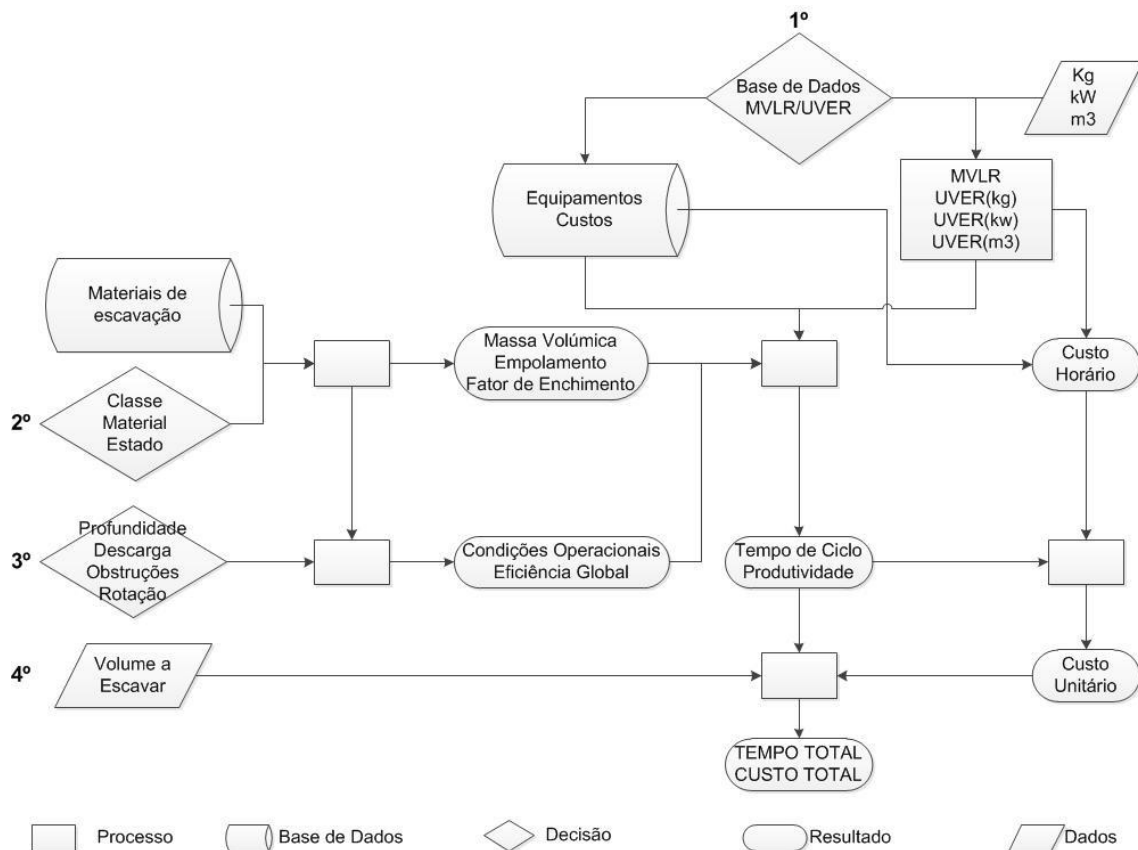 1º
Base de Dados
MVLR/UVER
Kg
kW
m3
Equipamentos
Custos
MVLR
UVER(kg)
UVER(kw)
UVER(m3)
Materiais de
escavação
Massa Volúmica
Empolamento
Fator de Enchimento
Custo
Horário
2º
Classe
Material
Estado
3º
Profundidade
Descarga
Obstruções
Rotação
Condições Operacionais
Eficiência Global
Tempo de Ciclo
Produtividade
4º
Volume a
Escavar
Custo
Unitário
TEMPO TOTAL
CUSTO TOTAL
Processo
Base de Dados
Decisão
Resultado
Dados